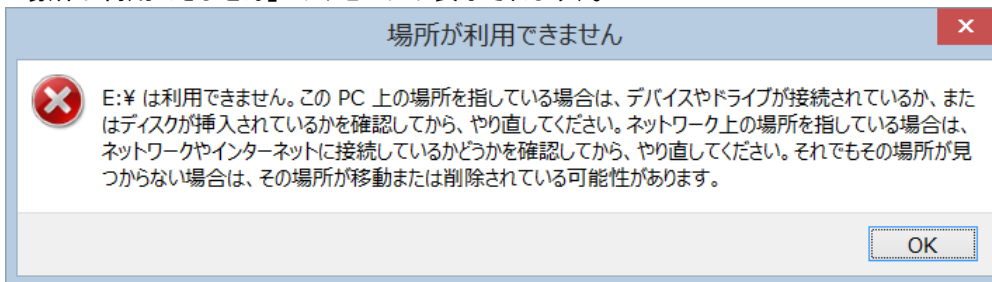 場所が利用できません
E:¥ は利用できません。この PC 上の場所を指している場合は、デバイスやドライブが接続されているか、また
はディスクが挿入されているかを確認してから、やり直してください。ネットワーク上の場所を指している場合は、
ネットワークやインターネットに接続しているかどうかを確認してから、やり直してください。それでもその場所が見
つからない場合は、その場所が移動または削除されている可能性があります。
OK